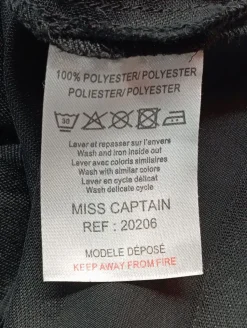 100% POLYESTER/ POLYESTER
POLIESTER/ POLYESTER
30
Laver et repasser sur l'envers
Wash and iron inside out
Laver avec coloris similaires
Wash with similar colors
Laver en cycle délicat
Wash delicate cycle
MISS CAPTAIN
REF : 20206
MODELE DÉPOSÉ
KEEP AWAY FROM FIRE